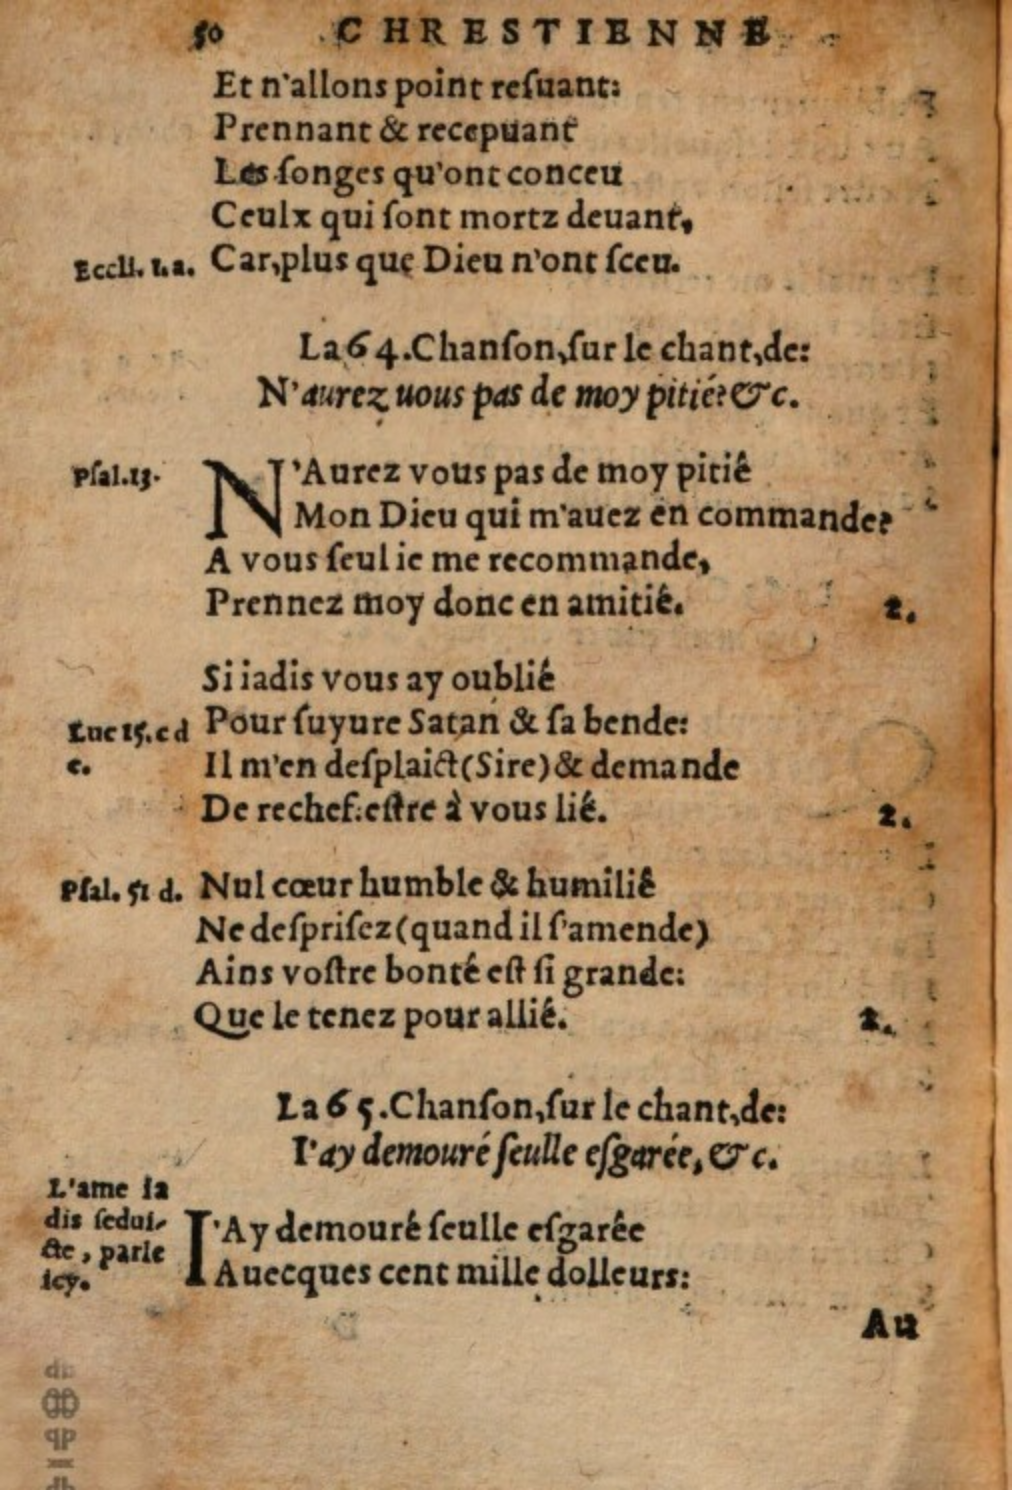 50 CHRESTIENNE
Et n'allons point reſuant:
Prennant & recepuant
Les ſonges qu'ont conceu
Ceulx qui ſont mortz deuant,
Eccli. 1.a. Car, plus que Dieu n'ont ſceu.
La 64. Chanſon, ſur le chant, de:
N'aurez uous pas de moy pitié? &c.
Pſal.13. N'Aurez vous pas de moy pitié
Mon Dieu qui m'auez en commande?
A vous ſeul ie me recommande,
Prennez moy donc en amitié. 2.
Si iadis vous ay oublié
Luc 15. c d Pour ſuyure Satan & ſa bende:
e. Il m'en deſplaict (Sire) & demande
De rechef: eſtre à vous lié. 2.
Pſal. 51 d. Nul cœur humble & humilié
Ne deſpriſez (quand il ſ'amende)
Ains voſtre bonté eſt ſi grande:
Que le tenez pour allié. 2.
La 65. Chanſon, ſur le chant, de:
I'ay demouré ſeulle eſgarée, &c.
L'ame ia
dis ſedui-
cte, parle
icy.
I'Ay demouré ſeulle eſgarée
Auecques cent mille dolleurs:
Au